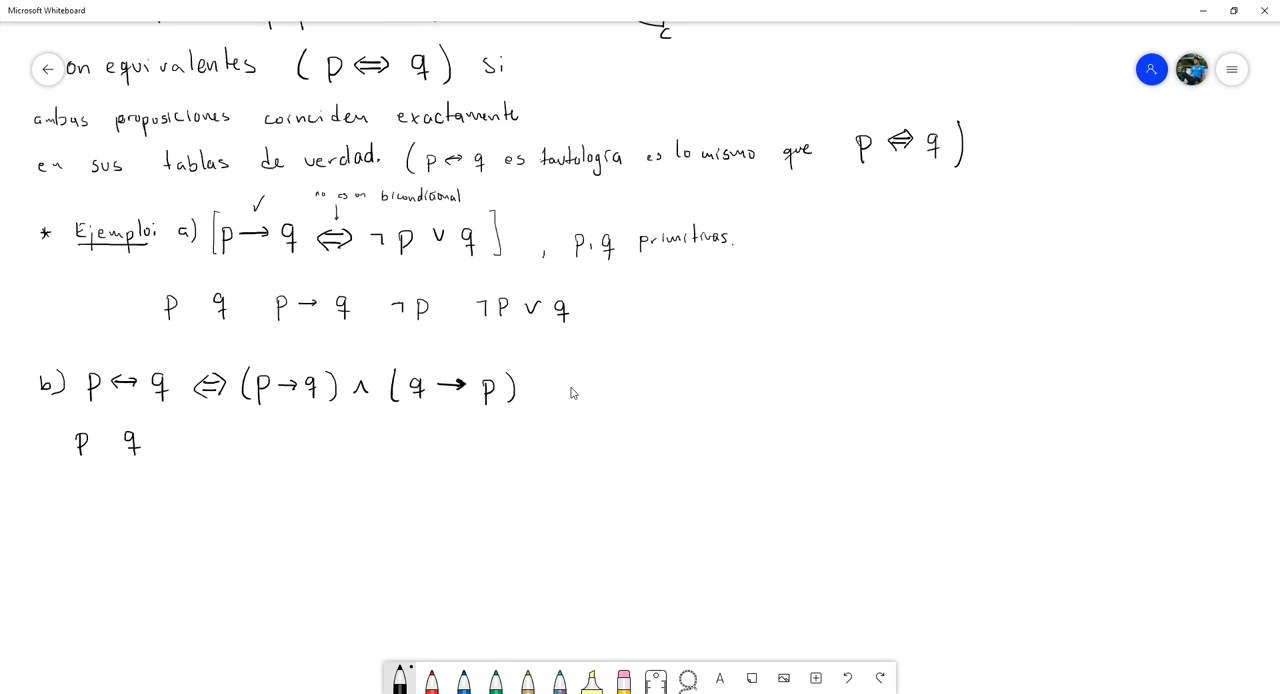 Microsoft Whiteboard
c
on equivalentes ( p ⟺ q ) si
ambas proposiciones coinciden exactamente
en sus tablas de verdad. ( p ↔ q es tautología es lo mismo que p ⟺ q )
✓ no es un bicondicional
↓
* Ejemplo: a) [ p → q ⟺ ¬ p ∨ q ] , p, q primitivas.
p q p → q ¬ p ¬ p ∨ q
b) p ↔ q ⟺ ( p → q ) ∧ ( q → p )
p q
A